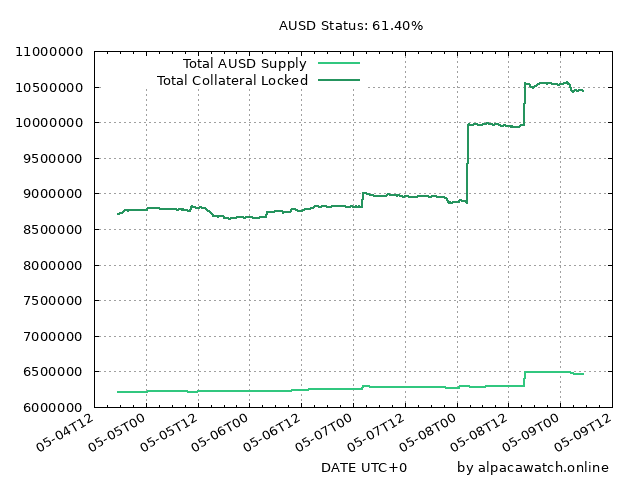 AUSD Status: 61.40%
11000000
10500000
10000000
9500000
9000000
8500000
8000000
7500000
7000000
6500000
6000000
Total AUSD Supply
Total Collateral Locked
05-04T12
05-05T00
05-05T12
05-06T00
05-06T12
05-07T00
05-07T12
05-08T00
05-08T12
05-09T00
05-09T12
DATE UTC+0
by alpacawatch.online